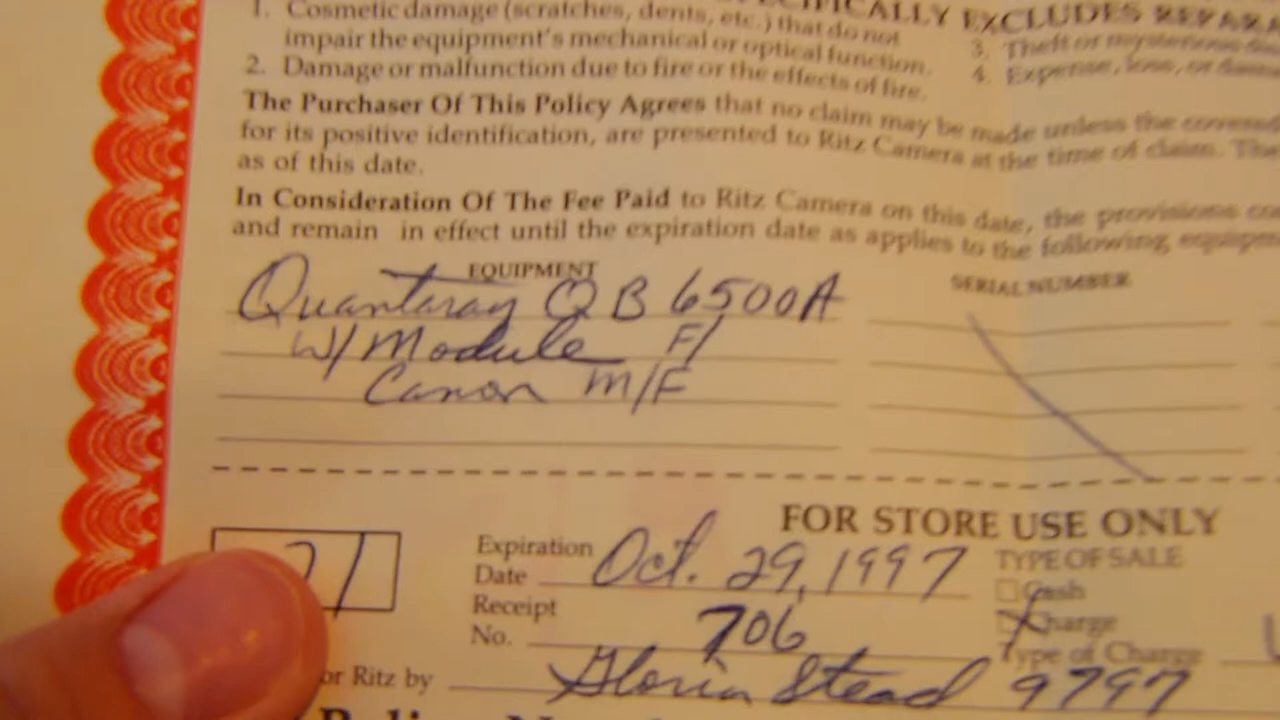 CIFICALLY EXCLUDES REPARA
1. Cosmetic damage (scratches, dents, etc.) that do not
impair the equipment's mechanical or optical function.
2. Damage or malfunction due to fire or the effects of fire.
3. Theft or mysterious
4. Expense, loss, or
The Purchaser Of This Policy Agrees that no claim may be made unless the covered
for its positive identification, are presented to Ritz Camera at the time of claim. The
as of this date.
In Consideration Of The Fee Paid to Ritz Camera on this date, the provisions
and remain in effect until the expiration date as applies to the following equipm
EQUIPMENT
SERIAL NUMBER
Quantaray QB 6500A
W/ Module F/
Canon M/F
FOR STORE USE ONLY
Expiration
Date Oct. 29, 1997
TYPE OF SALE
Cash
Charge
Receipt
No. 706
Type of Charge
or Ritz by Gloria Stead 9797